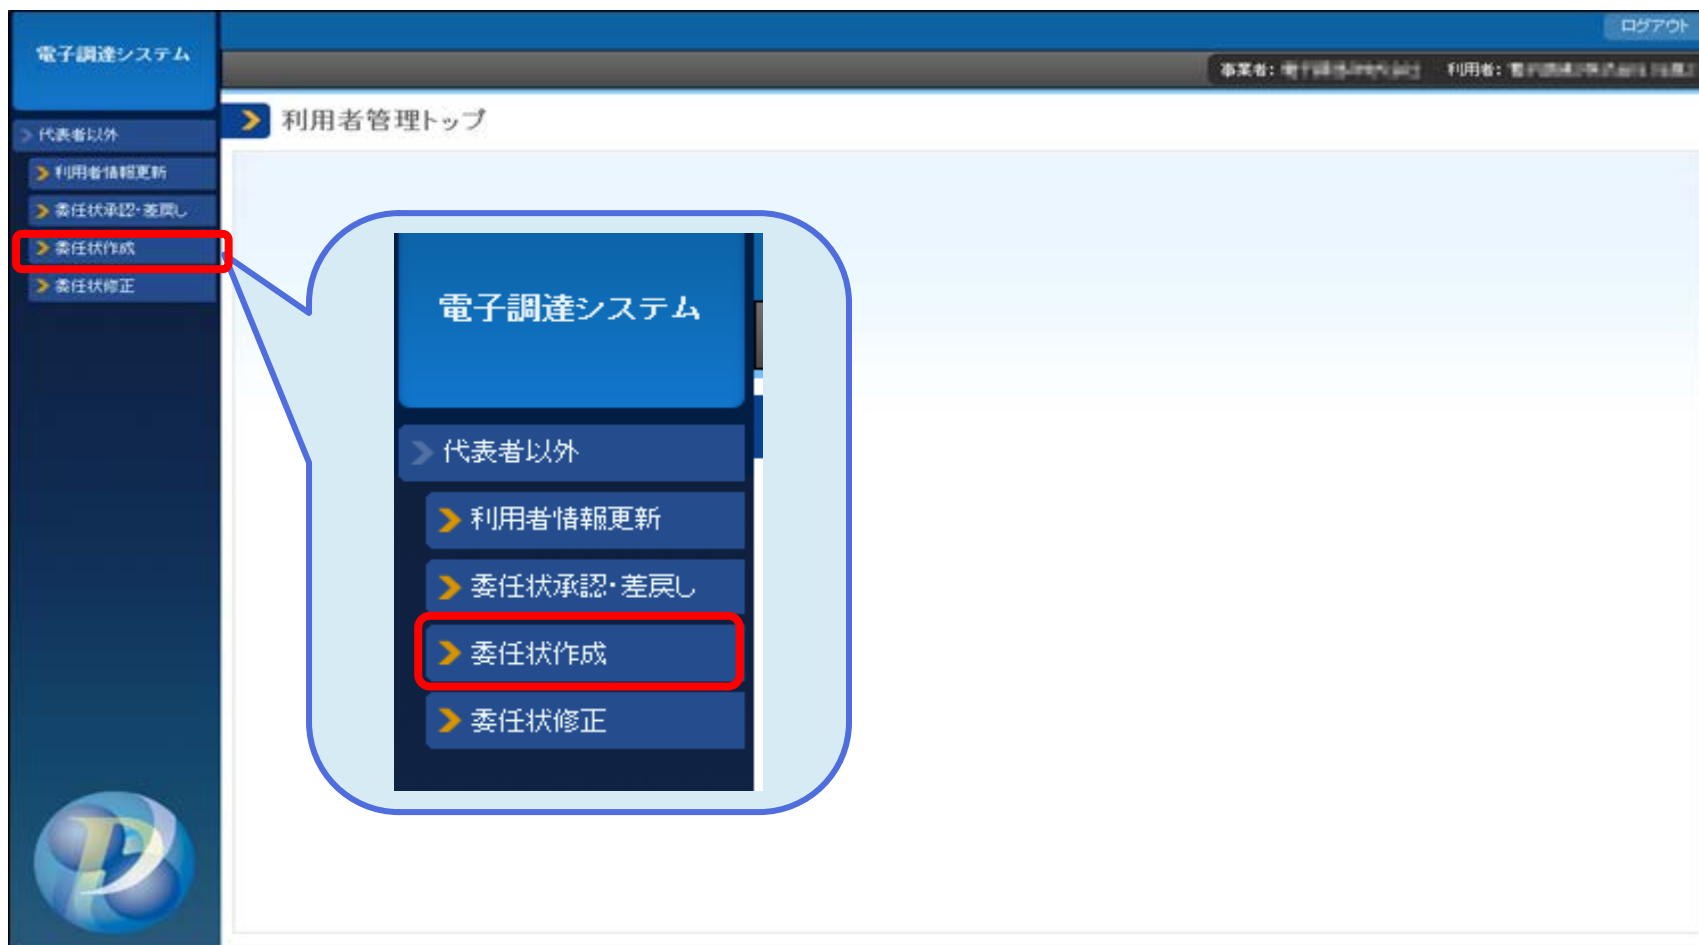 ログアウト
電子調達システム
事業者:
利用者:
利用者管理トップ
代表者以外
利用者情報更新
委任状承認・差戻し
委任状作成
委任状修正
電子調達システム
代表者以外
利用者情報更新
委任状承認・差戻し
委任状作成
委任状修正